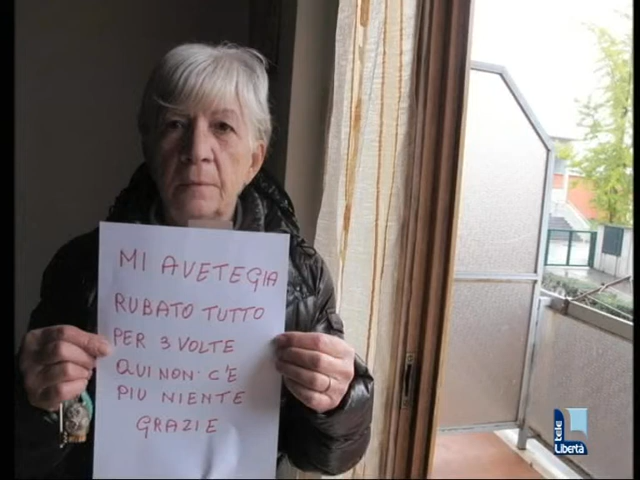 MI AVETE GIA
RUBATO TUTTO
PER 3 VOLTE
QUI NON C'È
PIU NIENTE
GRAZIE
tele
Libertà